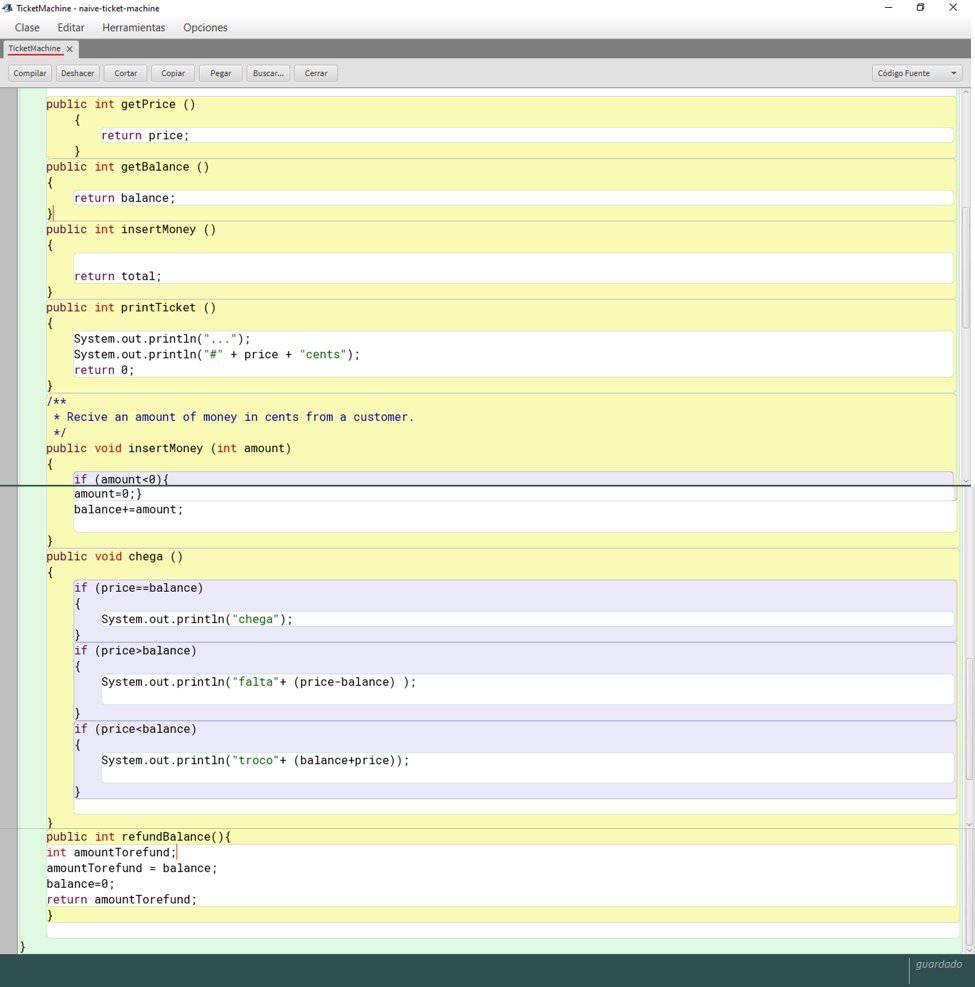 TicketMachine - naive-ticket-machine
Clase Editar Herramientas Opciones
TicketMachine X
Compilar Deshacer Cortar Copiar Pegar Buscar... Cerrar Código Fuente
public int getPrice ()
{
return price;
}
public int getBalance ()
{
return balance;
}
public int insertMoney ()
{
return total;
}
public int printTicket ()
{
System.out.println("...");
System.out.println("#" + price + "cents");
return 0;
}
/**
* Recive an amount of money in cents from a customer.
*/
public void insertMoney (int amount)
{
if (amount<0){
amount=0;}
balance+=amount;
}
public void chega ()
{
if (price==balance)
{
System.out.println("chega");
}
if (price>balance)
{
System.out.println("falta"+ (price-balance) );
}
if (price<balance)
{
System.out.println("troco"+ (balance+price));
}
}
public int refundBalance(){
int amountTorefund;
amountTorefund = balance;
balance=0;
return amountTorefund;
}
}
guardado